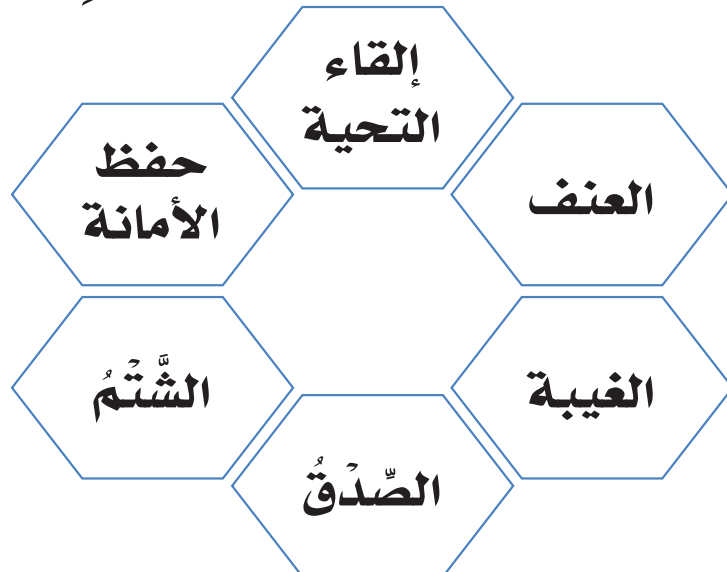 إلقاء
التحية
العنف
حفظ
الأمانة
الغيبة
الشَّتْمُ
الصِّدْقُ